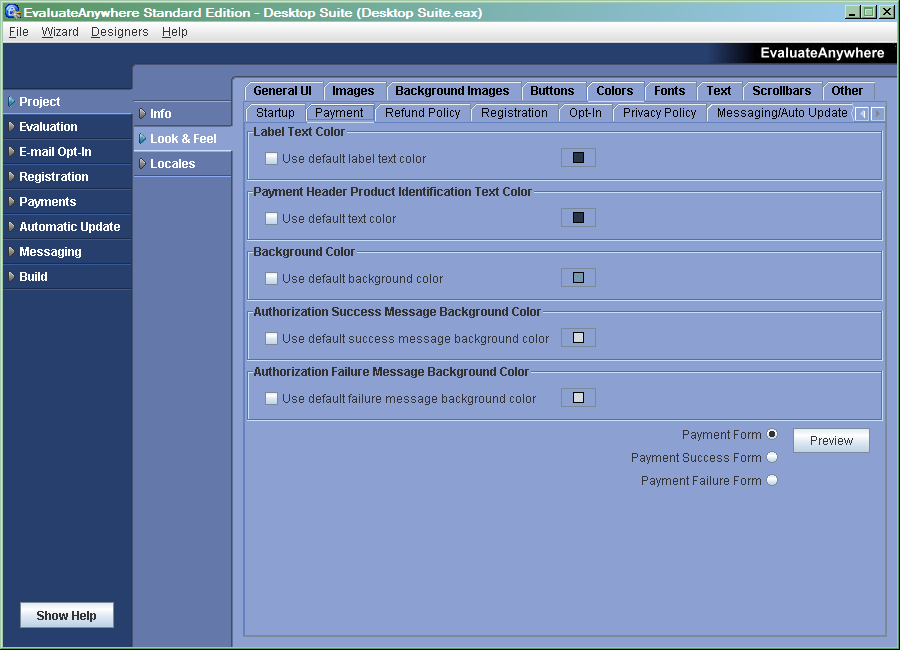 EvaluateAnywhere Standard Edition - Desktop Suite (Desktop Suite.eax)
File Wizard Designers Help
EvaluateAnywhere
Project
Evaluation
E-mail Opt-In
Registration
Payments
Automatic Update
Messaging
Build
Show Help
Info
Look & Feel
Locales
General UI Images Background Images Buttons Colors Fonts Text Scrollbars Other
Startup Payment Refund Policy Registration Opt-In Privacy Policy Messaging/Auto Update
Label Text Color
Use default label text color
Payment Header Product Identification Text Color
Use default text color
Background Color
Use default background color
Authorization Success Message Background Color
Use default success message background color
Authorization Failure Message Background Color
Use default failure message background color
Payment Form
Payment Success Form
Payment Failure Form
Preview